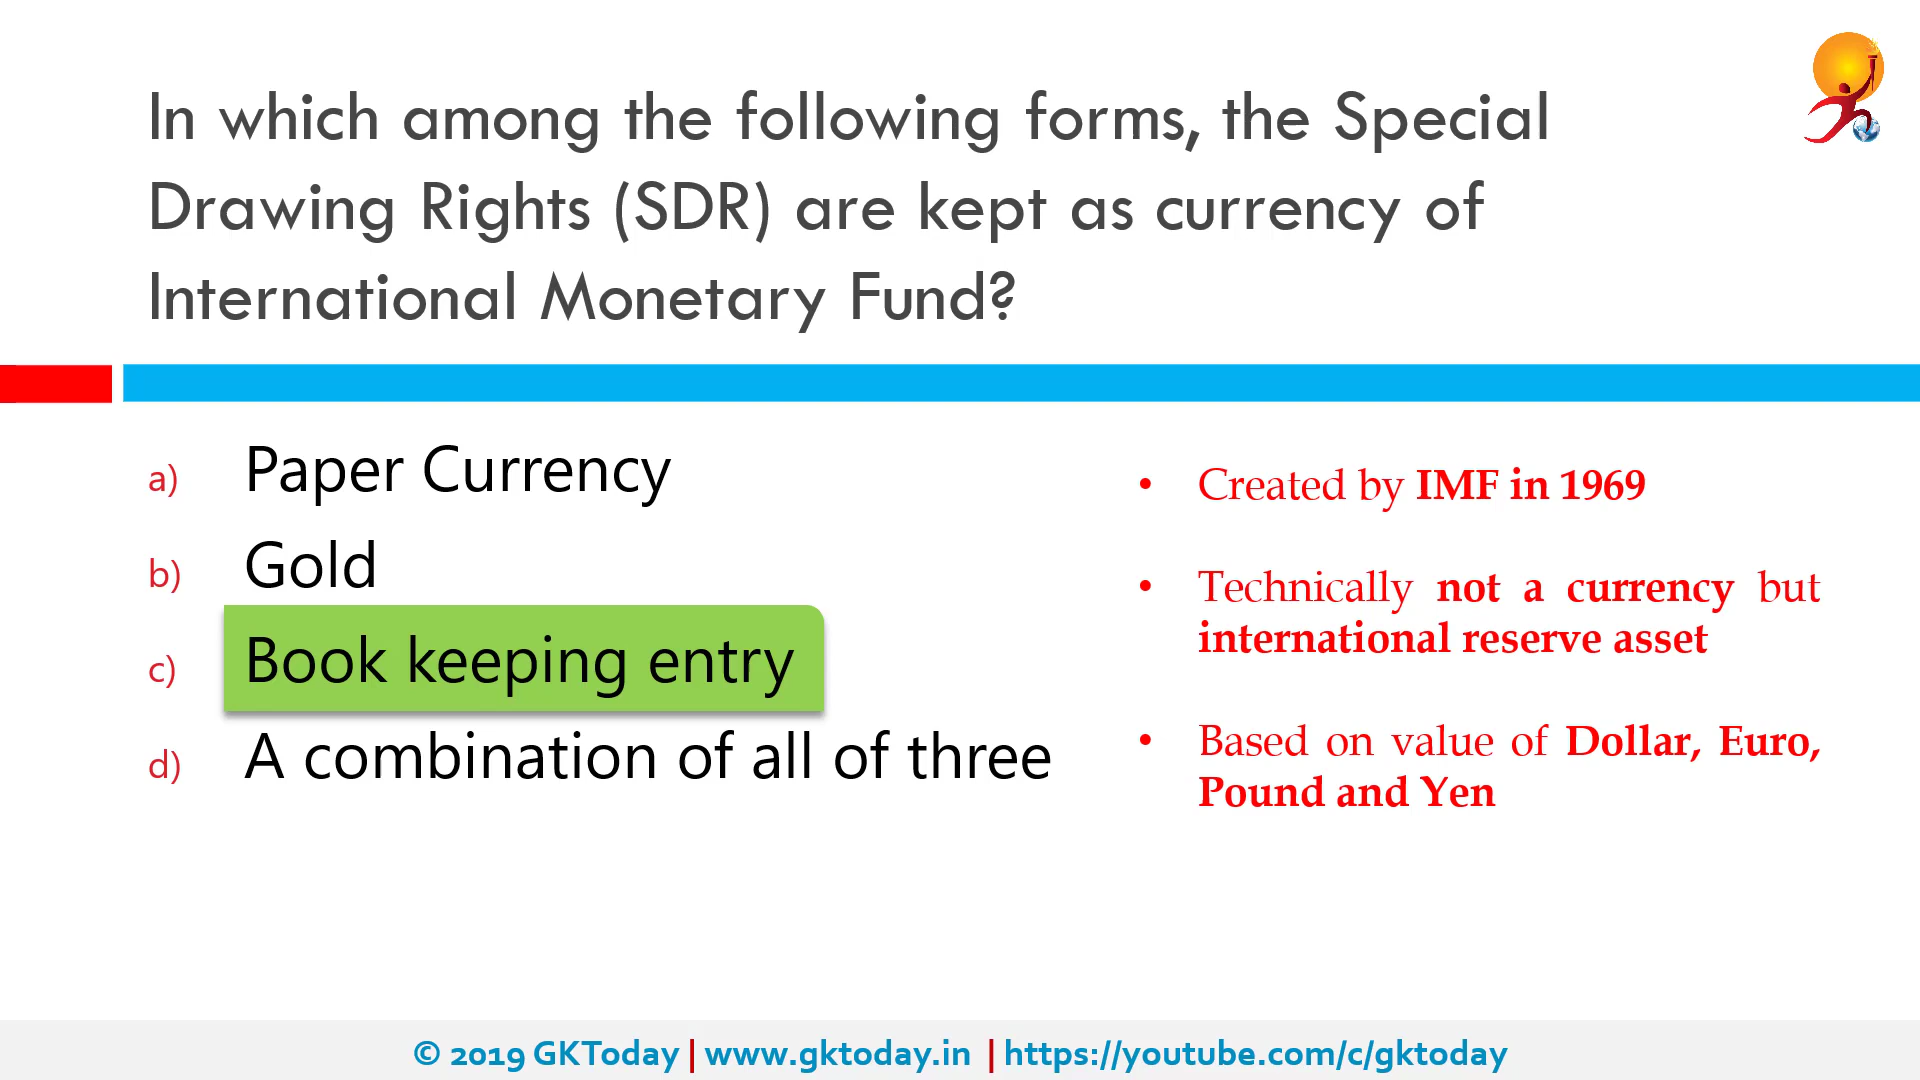 In which among the following forms, the Special
Drawing Rights (SDR) are kept as currency of
International Monetary Fund?
a) Paper Currency
b) Gold
c) Book keeping entry
d) A combination of all of three
• Created by IMF in 1969
• Technically not a currency but
international reserve asset
• Based on value of Dollar, Euro,
Pound and Yen
© 2019 GKToday | www.gktoday.in | https://youtube.com/c/gktoday